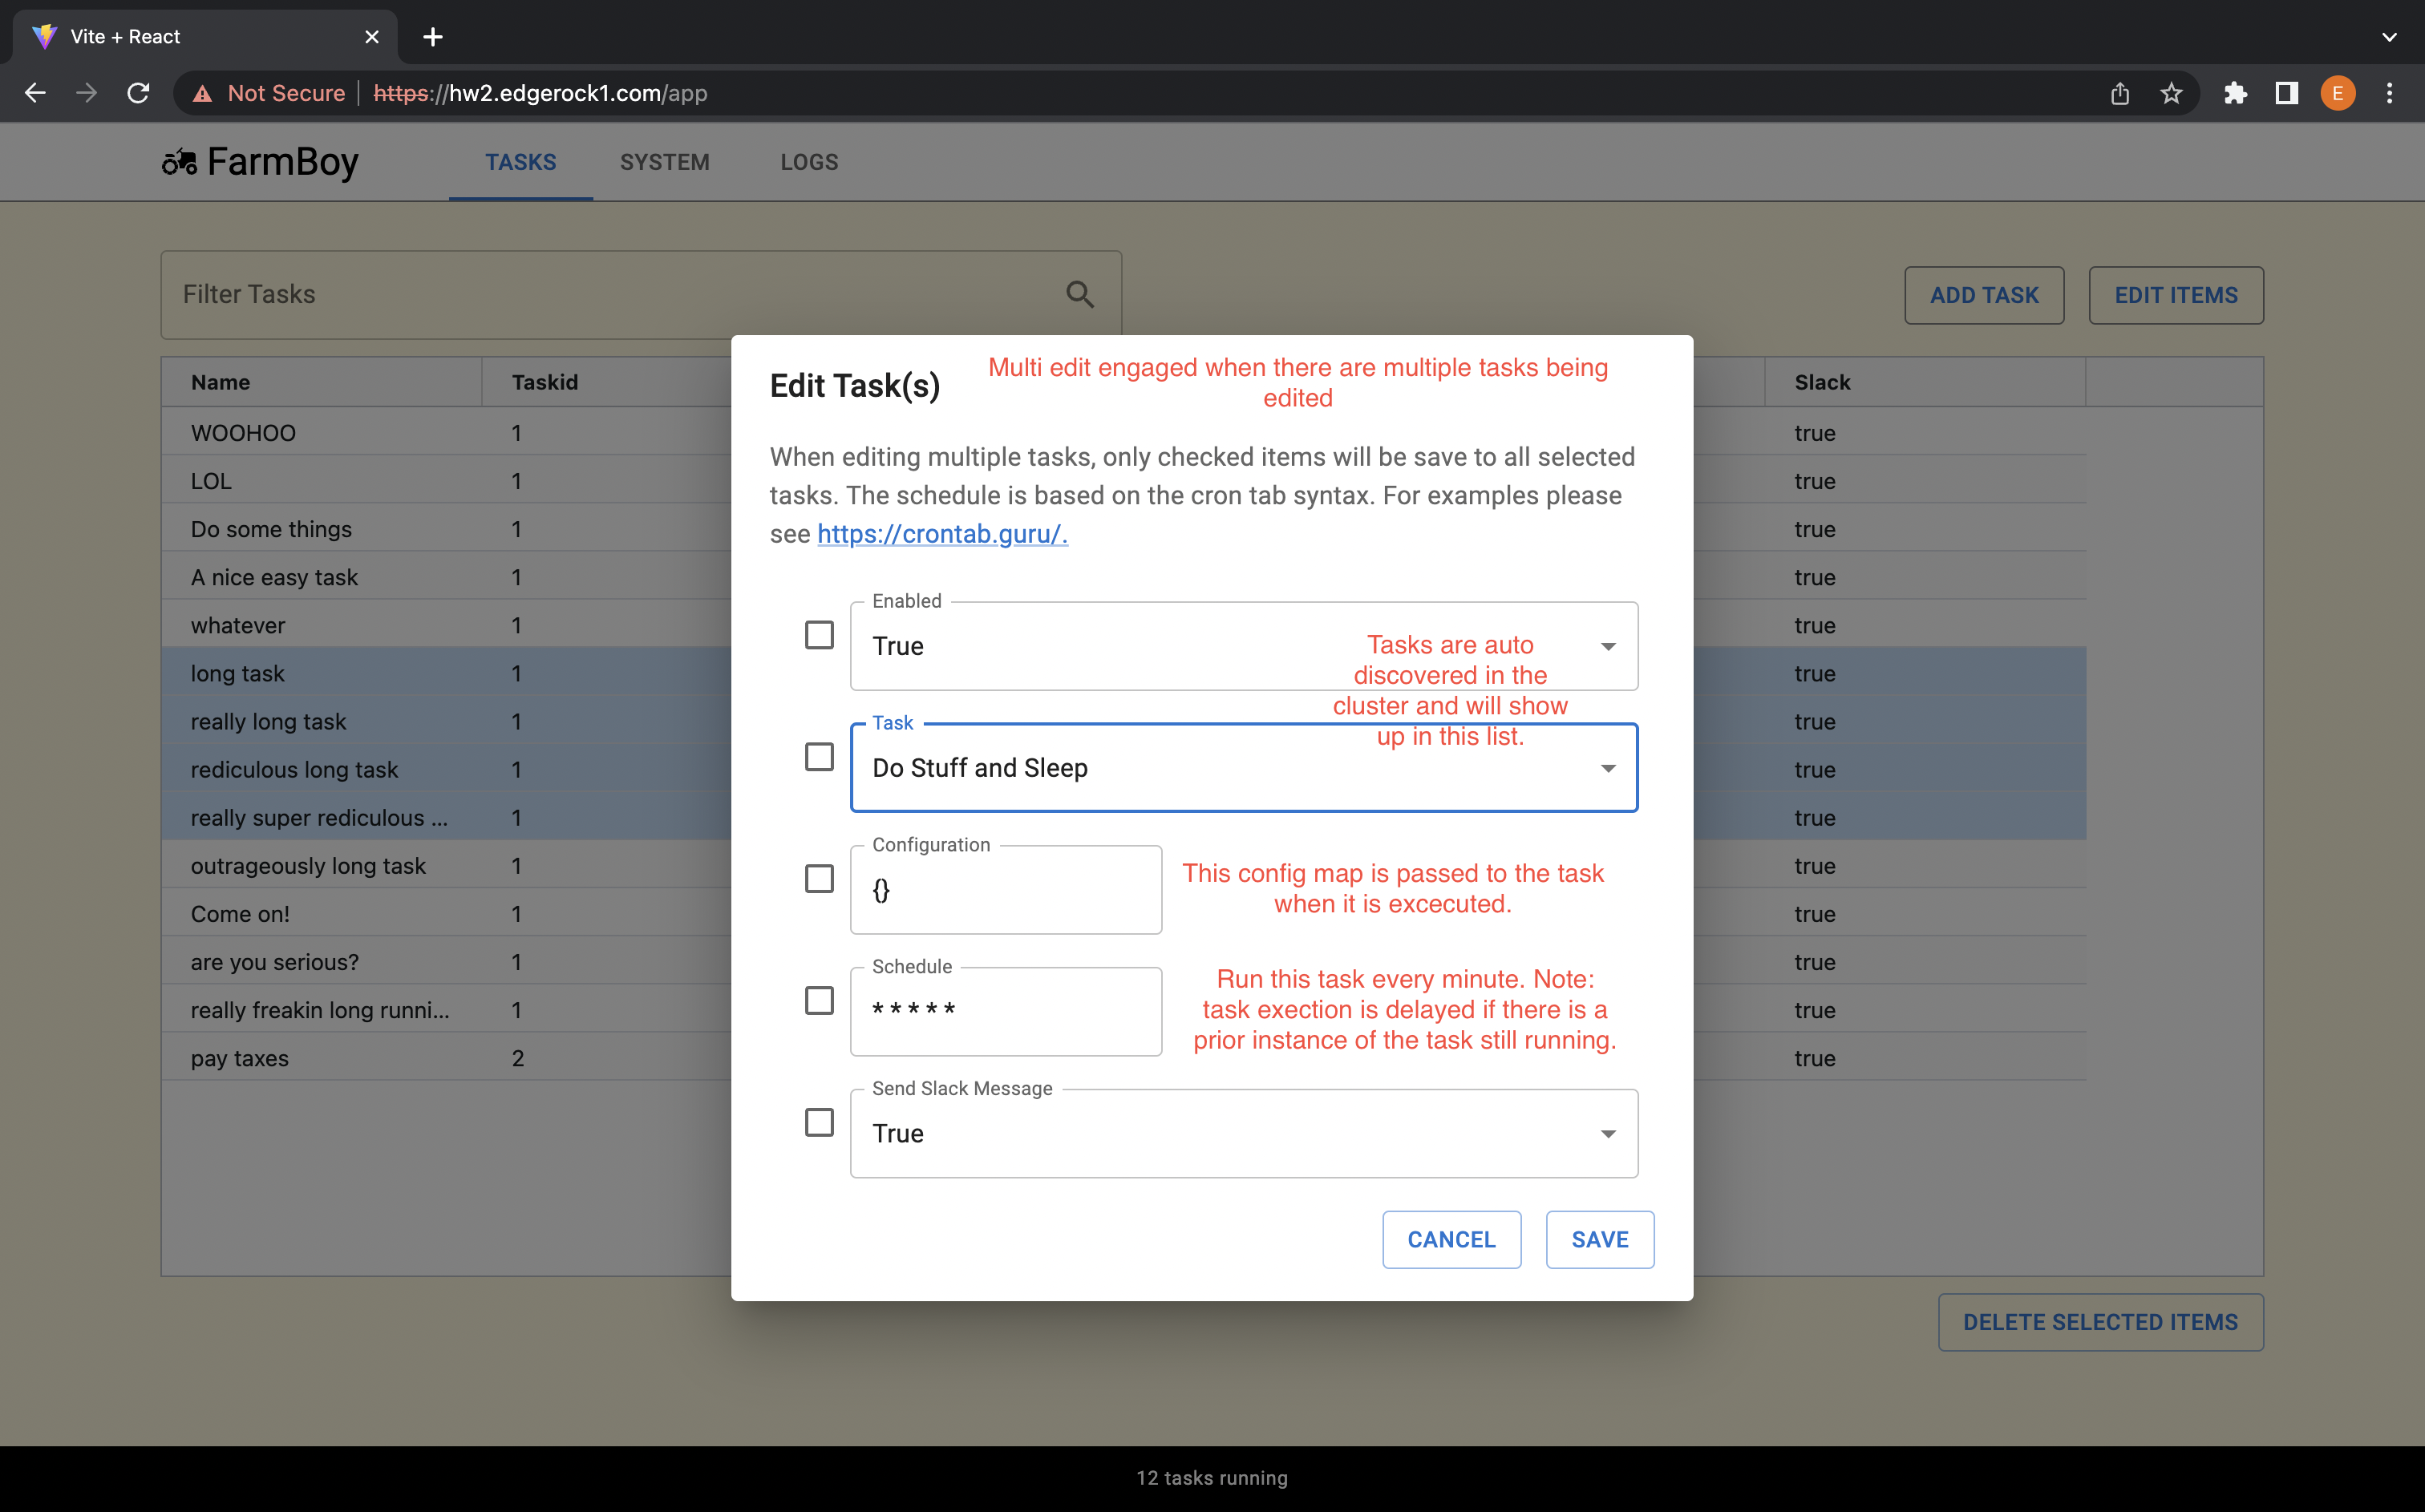 Vite + React
Not Secure https://hw2.edgerock1.com/app
E
FarmBoy TASKS SYSTEM LOGS
Filter Tasks
ADD TASK EDIT ITEMS
Name Taskid Slack
WOOHOO 1 true
LOL 1 true
Do some things 1 true
A nice easy task 1 true
whatever 1 true
long task 1 true
really long task 1 true
rediculous long task 1 true
really super rediculous ... 1 true
outrageously long task 1 true
Come on! 1 true
are you serious? 1 true
really freakin long runni... 1 true
pay taxes 2 true
Edit Task(s)
Multi edit engaged when there are multiple tasks being
edited
When editing multiple tasks, only checked items will be save to all selected
tasks. The schedule is based on the cron tab syntax. For examples please
see https://crontab.guru/.
Enabled
True
Tasks are auto
discovered in the
cluster and will show
up in this list.
Task
Do Stuff and Sleep
Configuration
{}
This config map is passed to the task
when it is excecuted.
Schedule
* * * * *
Run this task every minute. Note:
task exection is delayed if there is a
prior instance of the task still running.
Send Slack Message
True
CANCEL SAVE
DELETE SELECTED ITEMS
12 tasks running